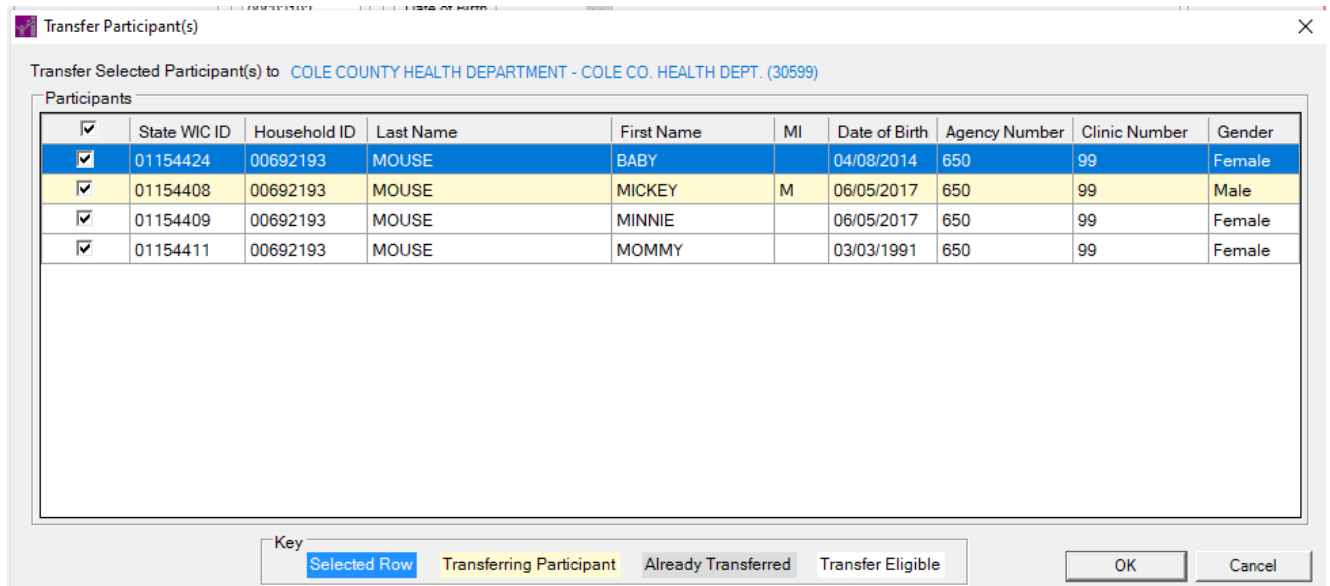 Transfer Participant(s)
Transfer Selected Participant(s) to COLE COUNTY HEALTH DEPARTMENT - COLE CO. HEALTH DEPT. (30599)
Participants
State WIC ID Household ID Last Name First Name MI Date of Birth Agency Number Clinic Number Gender
01154424 00692193 MOUSE BABY 04/08/2014 650 99 Female
01154408 00692193 MOUSE MICKEY M 06/05/2017 650 99 Male
01154409 00692193 MOUSE MINNIE 06/05/2017 650 99 Female
01154411 00692193 MOUSE MOMMY 03/03/1991 650 99 Female
Key
Selected Row Transferring Participant Already Transferred Transfer Eligible OK Cancel